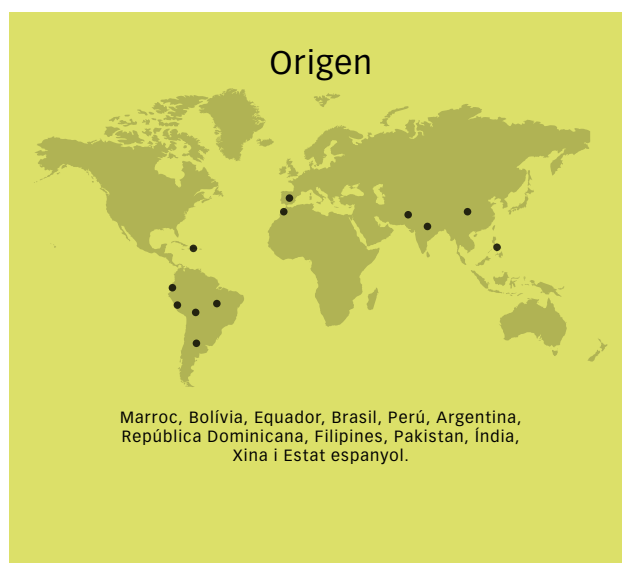 Origen
Marroc, Bolívia, Equador, Brasil, Perú, Argentina,
República Dominicana, Filipines, Pakistan, Índia,
Xina i Estat espanyol.